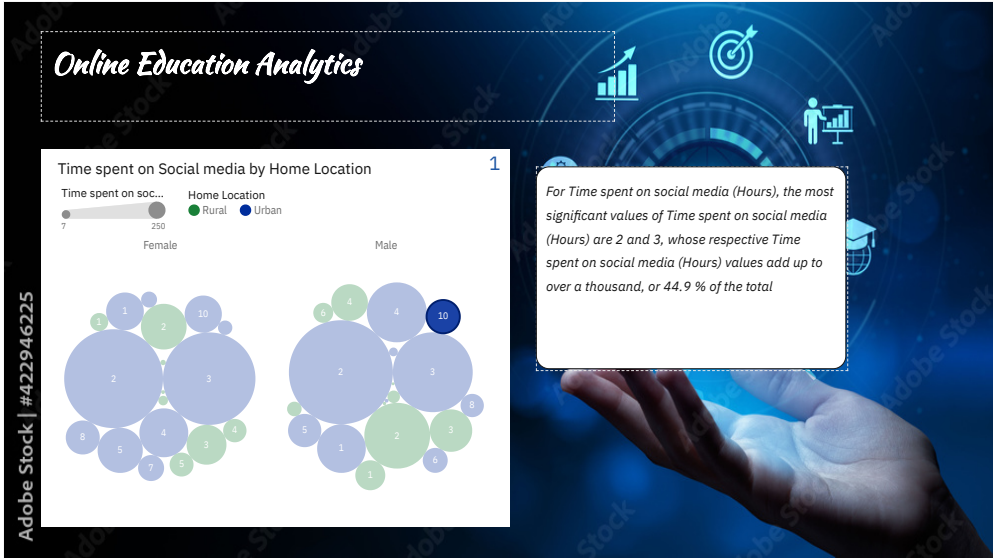 Online Education Analytics
Time spent on Social media by Home Location
1
Time spent on soc...
Home Location
7
250
Rural
Urban
Female
Male
1
1
2
10
2
3
8
5
4
7
5
3
4
6
4
4
10
2
3
5
1
2
3
8
6
1
For Time spent on social media (Hours), the most
significant values of Time spent on social media
(Hours) are 2 and 3, whose respective Time
spent on social media (Hours) values add up to
over a thousand, or 44.9 % of the total
Adobe Stock | #422946225
Adobe Stock